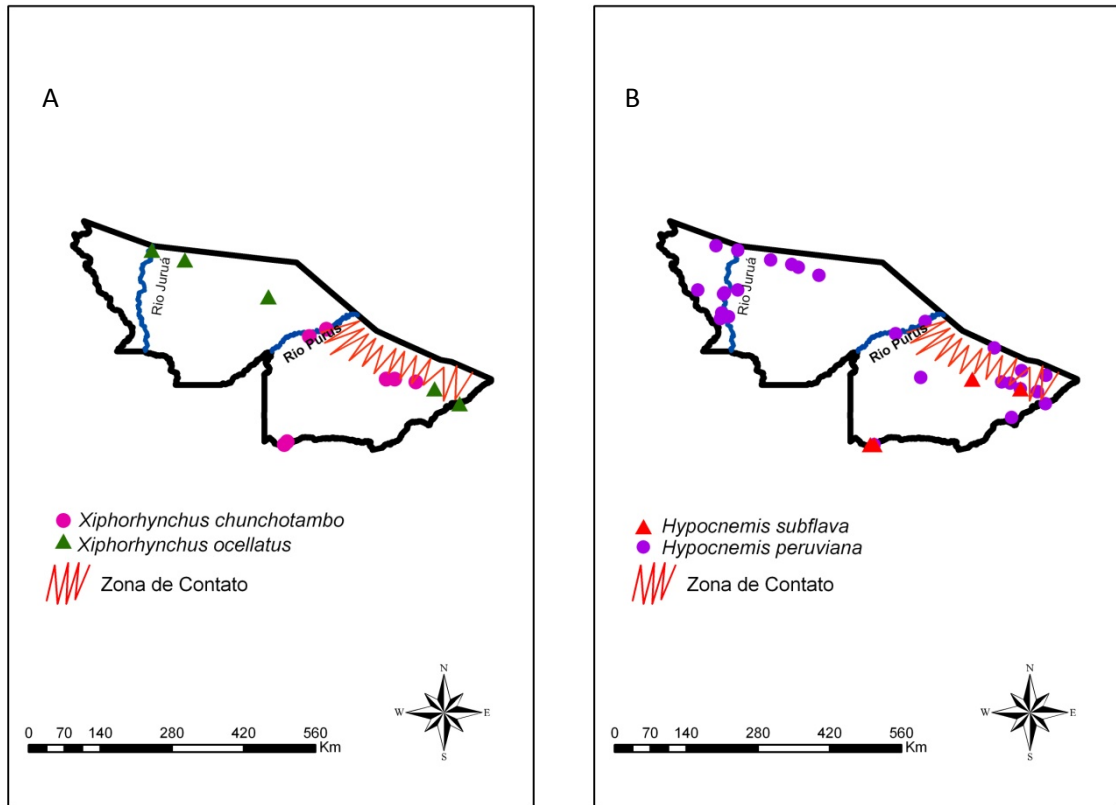 A
Rio Juruá
Rio Purus
Xiphorhynchus chunchotambo
Xiphorhynchus ocellatus
Zona de Contato
N
W E
S
0 70 140 280 420 560
Km
B
Rio Juruá
Rio Purus
Hypocnemis subflava
Hypocnemis peruviana
Zona de Contato
N
W E
S
0 70 140 280 420 560
Km